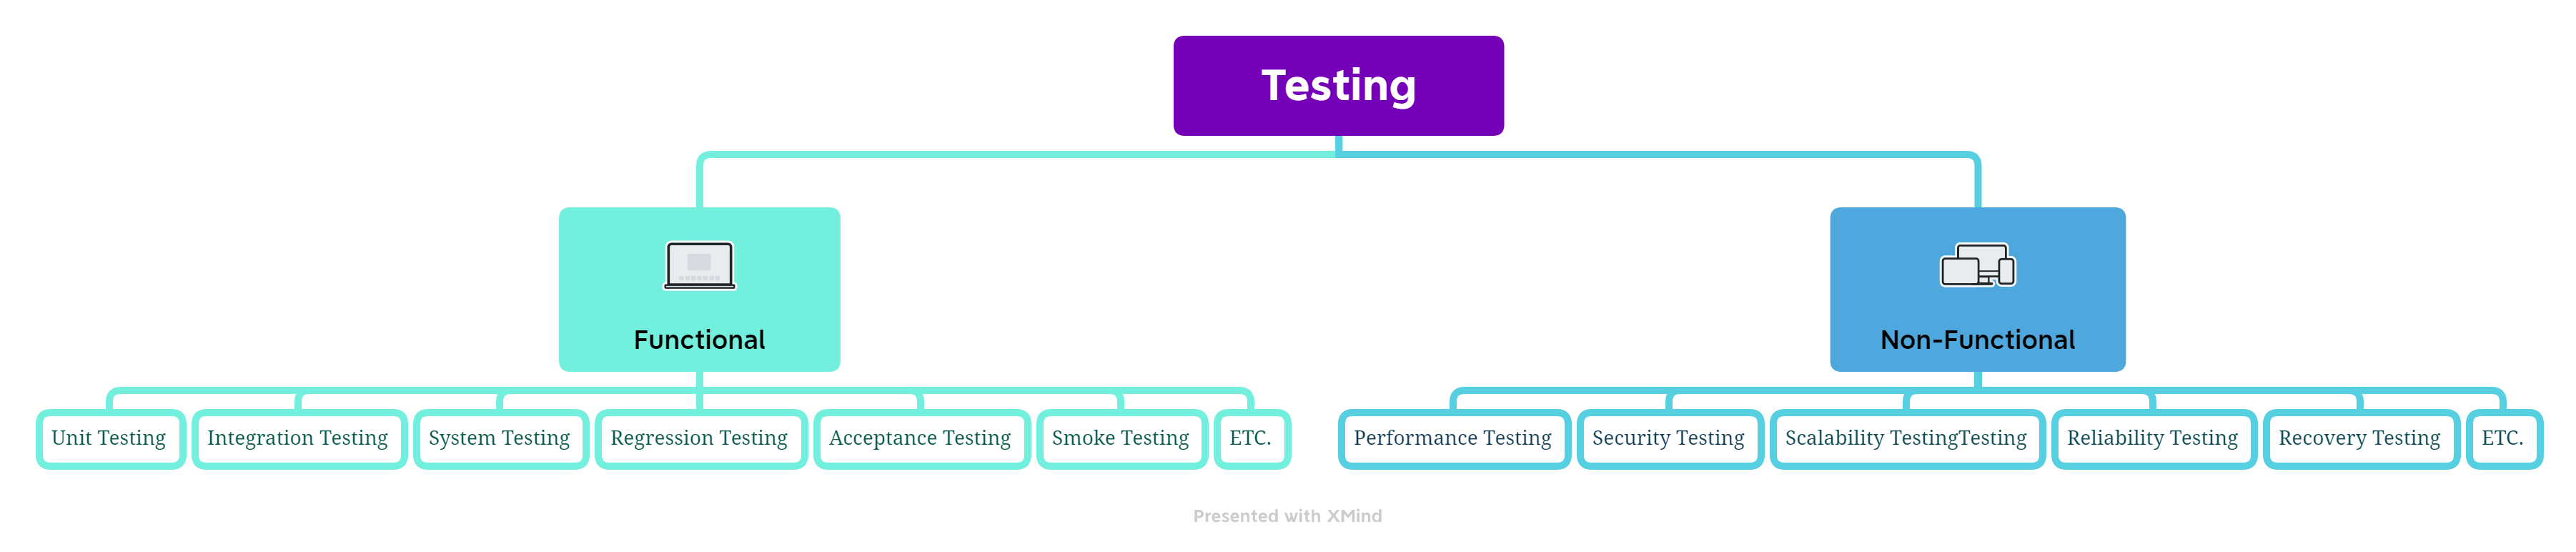 Testing
Functional
Non-Functional
Unit Testing
Integration Testing
System Testing
Regression Testing
Acceptance Testing
Smoke Testing
ETC.
Performance Testing
Security Testing
Scalability TestingTesting
Reliability Testing
Recovery Testing
ETC.
Presented with XMind